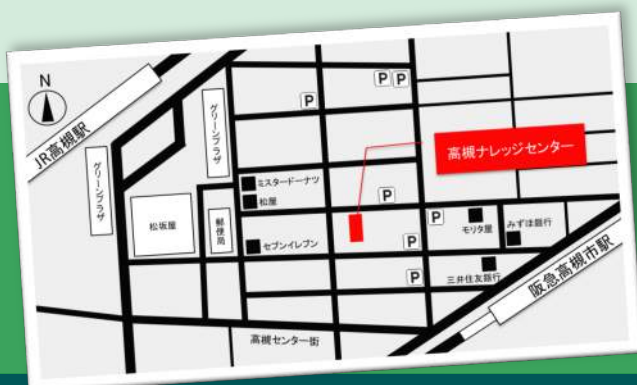 N
JR高槻駅
グリーンプラザ
グリーンプラザ
P
P
P
高槻ナレッジセンター
ミスタードーナツ
松屋
P
松坂屋
郵便局
セブンイレブン
P
P
モリタ屋
みずほ銀行
P
三井住友銀行
阪急高槻市駅
高槻センター街